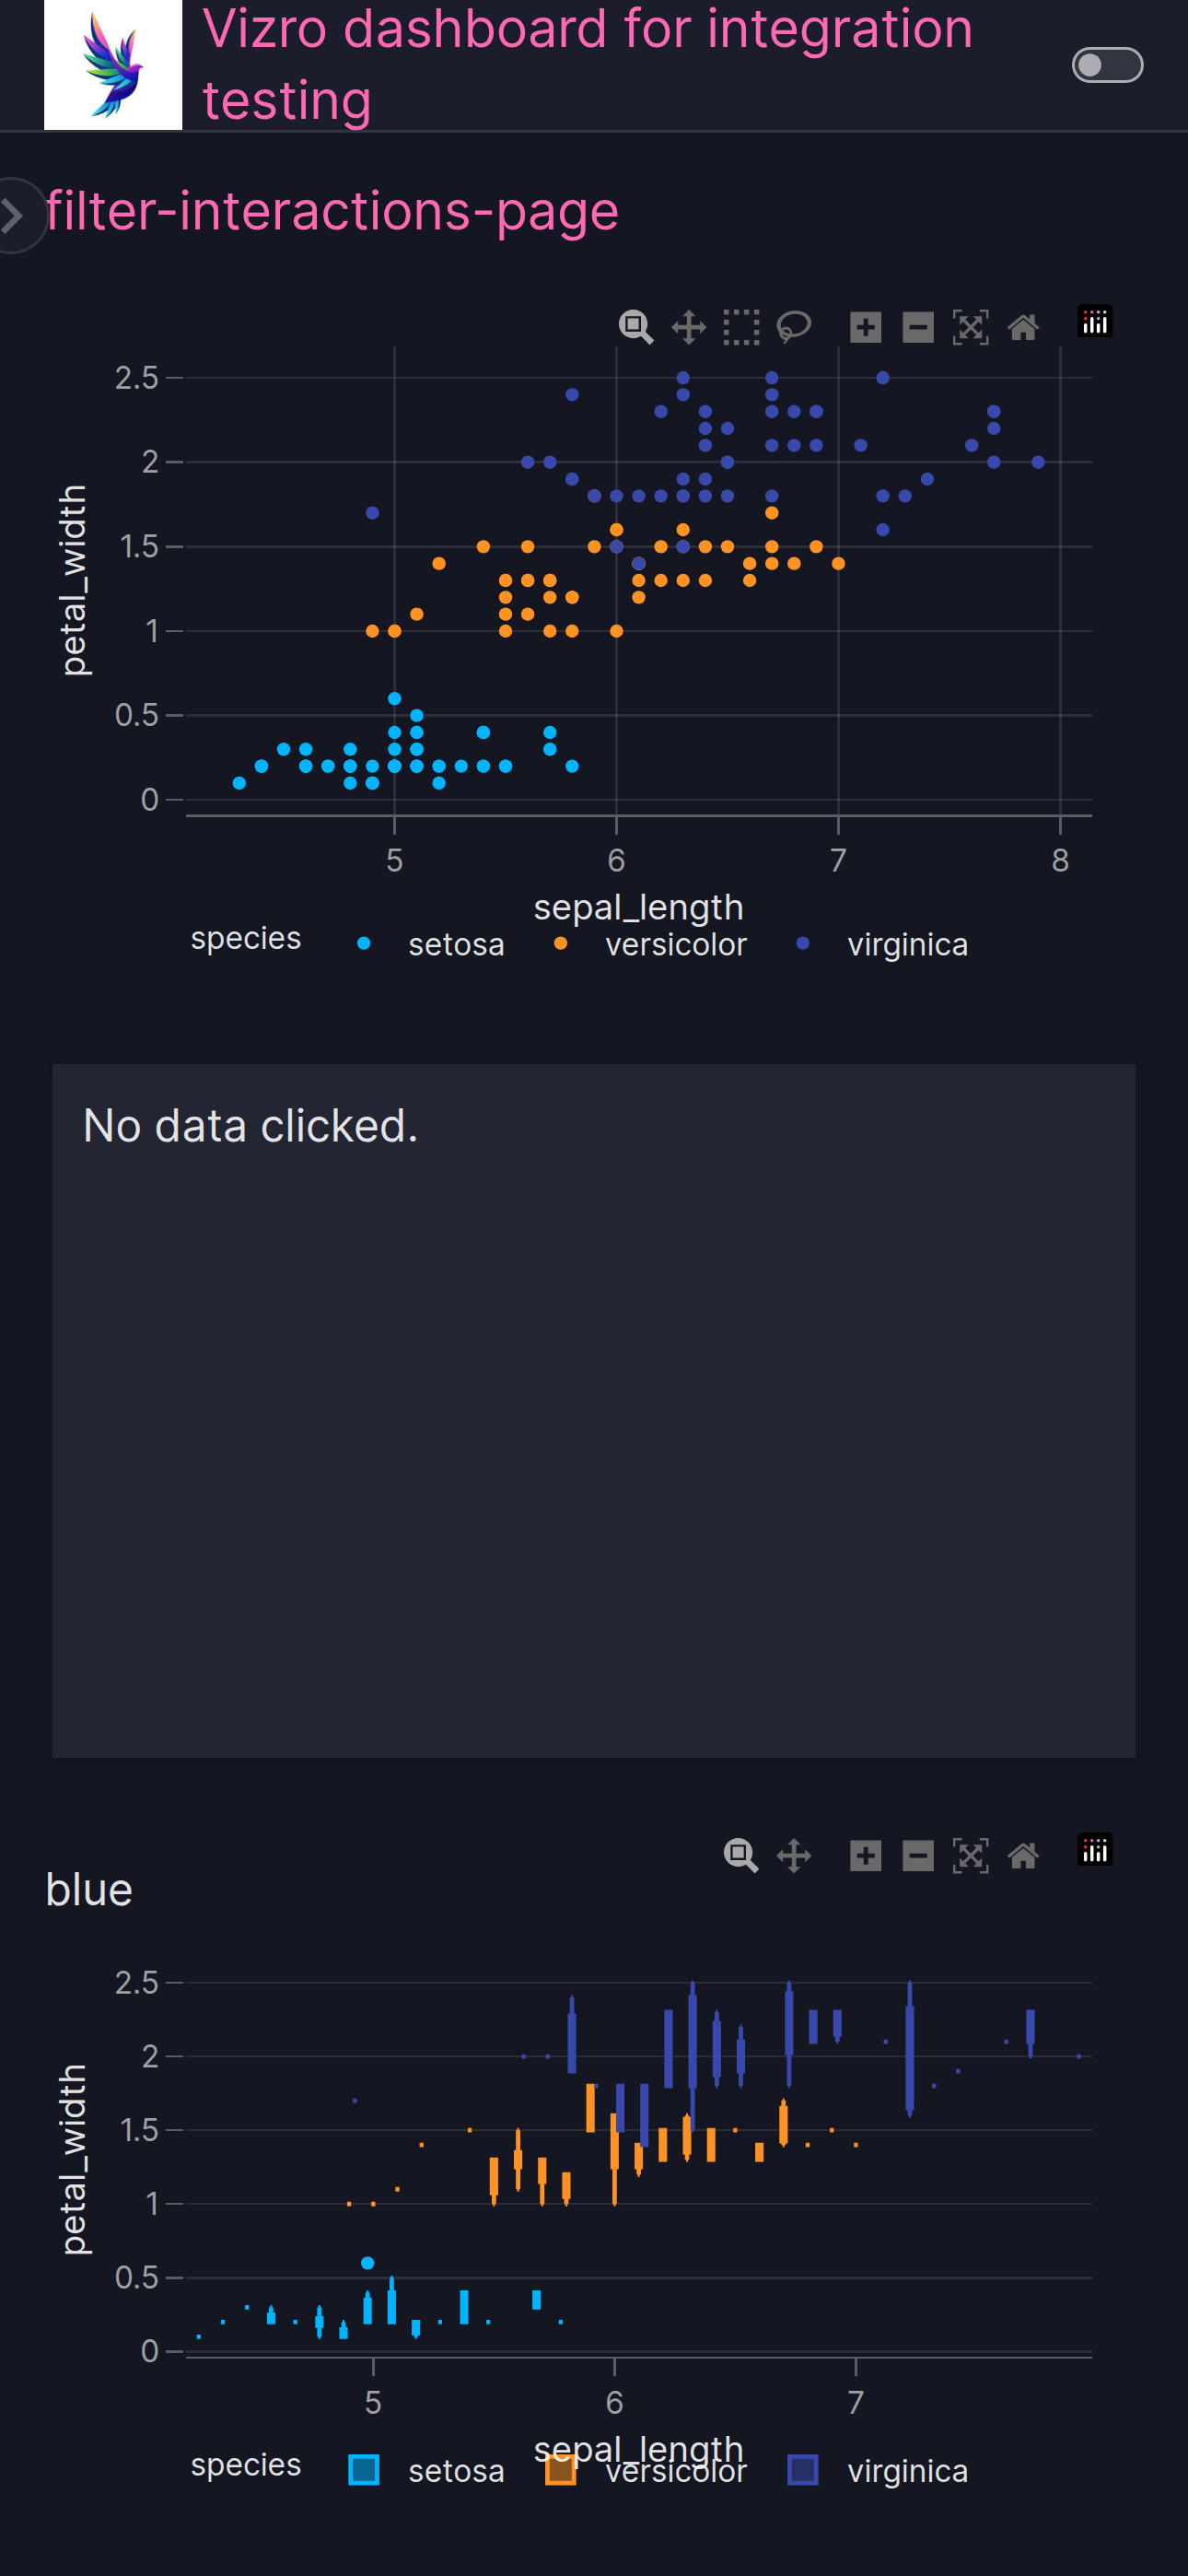 Vizro dashboard for integration
testing
filter-interactions-page
2.5
2
1.5
1
0.5
0
petal_width
5 6 7 8
sepal_length
species setosa versicolor virginica
No data clicked.
blue
2.5
2
1.5
1
0.5
0
petal_width
5 6 7
sepal_length
species setosa versicolor virginica